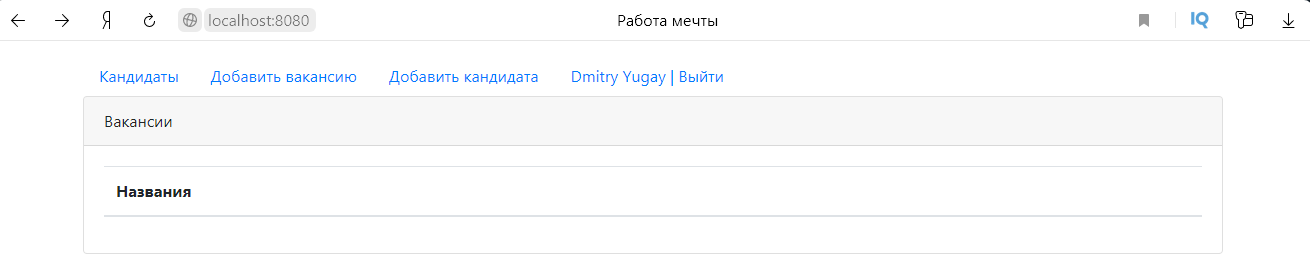 Я localhost:8080 Работа мечты IQ
Кандидаты Добавить вакансию Добавить кандидата Dmitry Yugay | Выйти
Вакансии
Названия